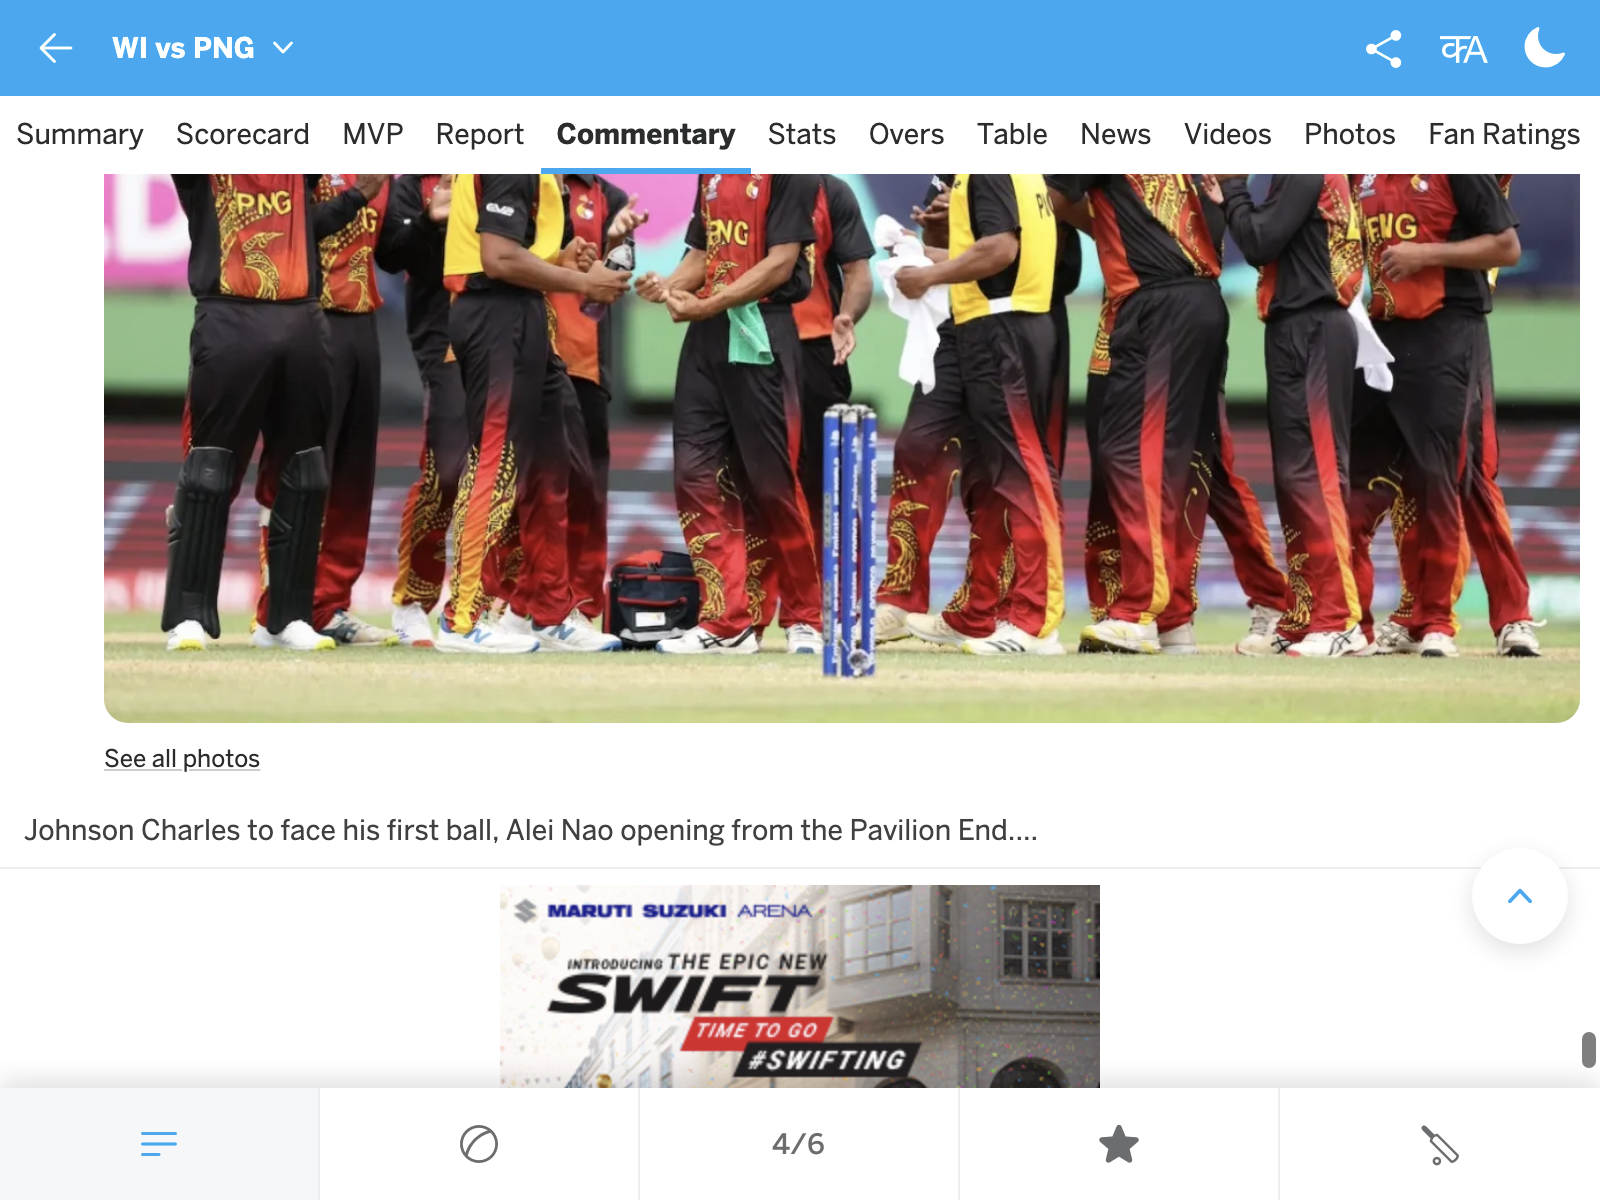 WI vs PNG
Summary Scorecard MVP Report Commentary Stats Overs Table News Videos Photos Fan Ratings
PNG
PNG
PNG
See all photos
Johnson Charles to face his first ball, Alei Nao opening from the Pavilion End....
MARUTI SUZUKI ARENA
INTRODUCING THE EPIC NEW
SWIFT
TIME TO GO
#SWIFTING
4/6